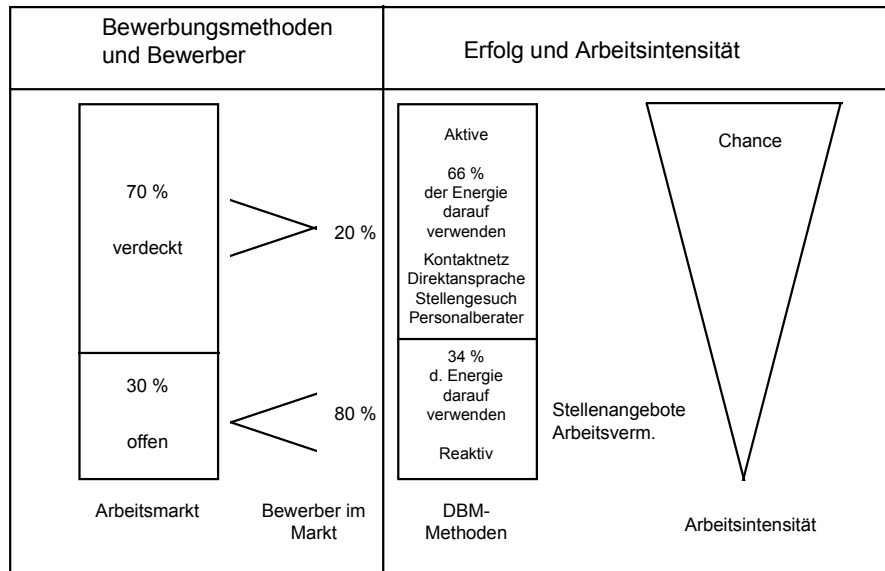 Bewerbungsmethoden
und Bewerber
Erfolg und Arbeitsintensität
70 %
verdeckt
30 %
offen
Arbeitsmarkt
20 %
80 %
Bewerber im
Markt
Aktive
66 %
der Energie
darauf
verwenden
Kontaktnetz
Direktansprache
Stellengesuch
Personalberater
34 %
d. Energie
darauf
verwenden
Reaktiv
DBM-
Methoden
Stellenangebote
Arbeitsverm.
Chance
Arbeitsintensität